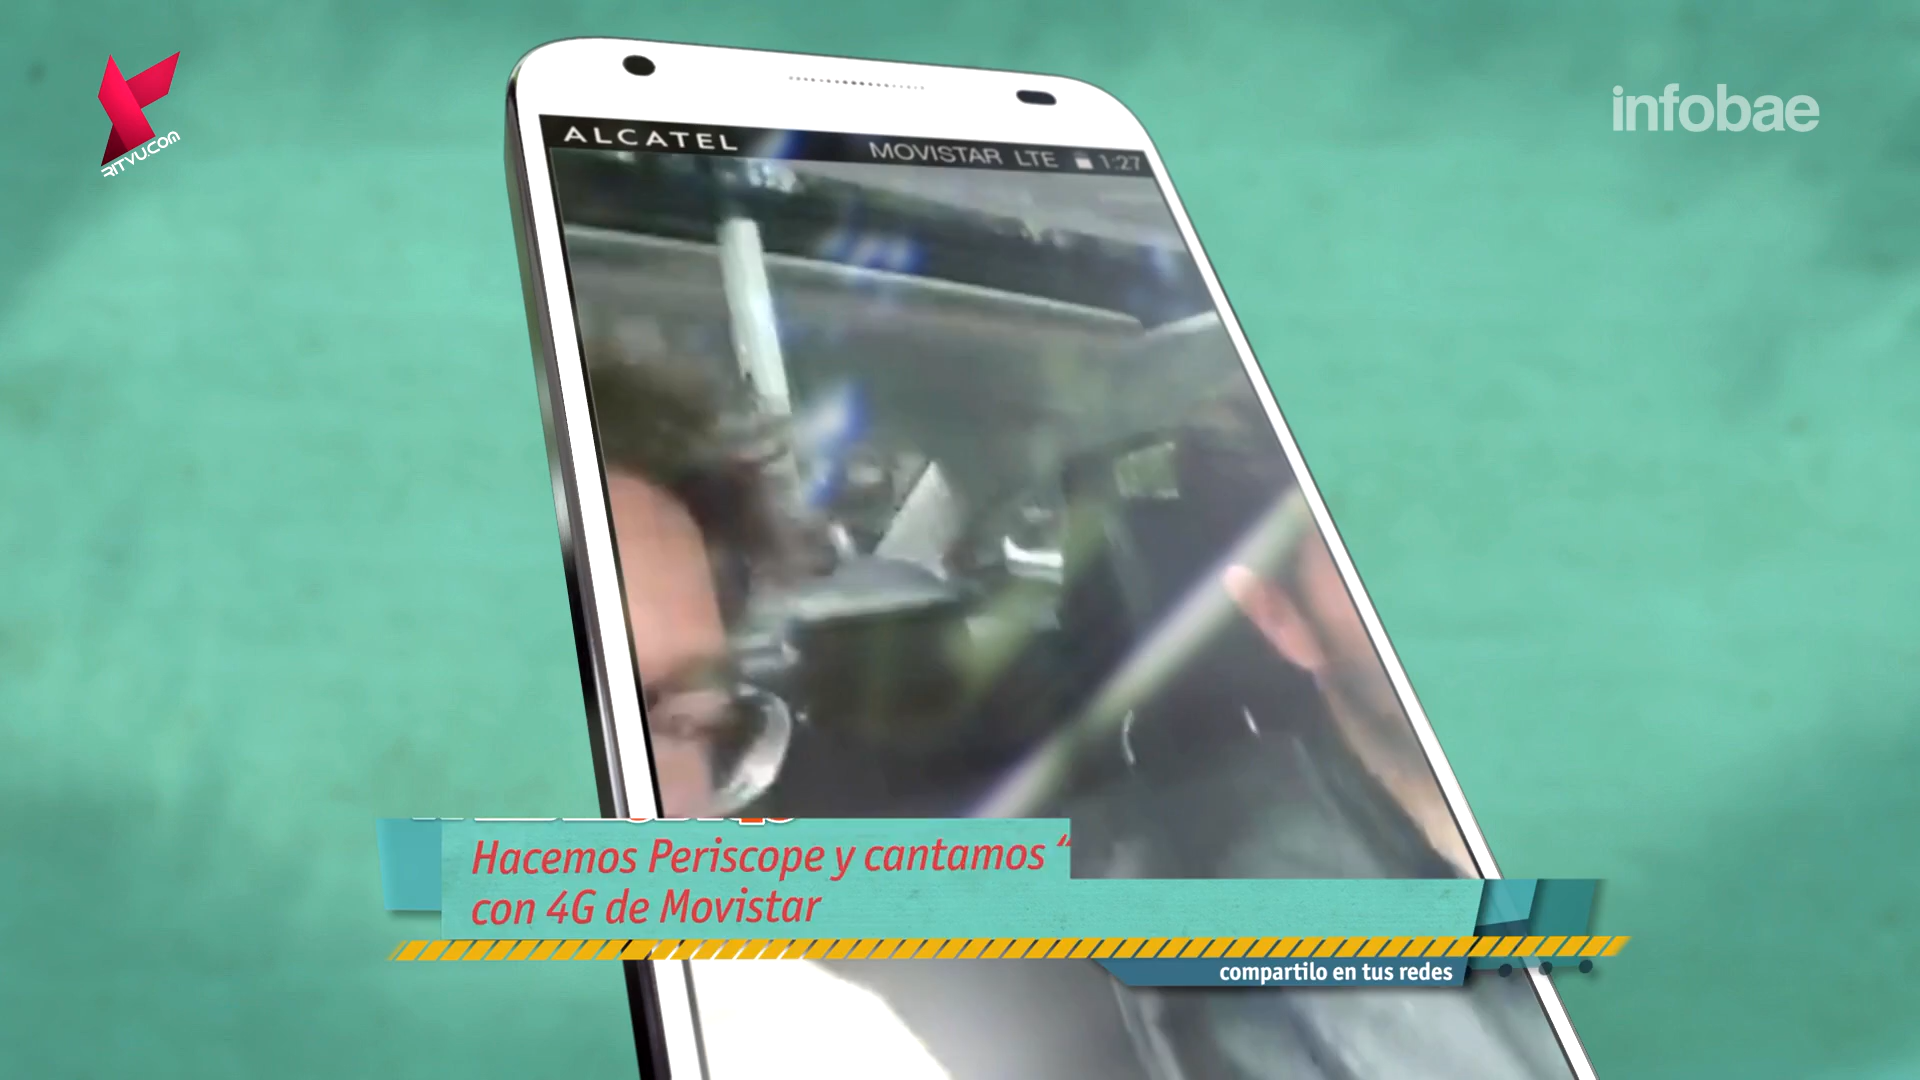 RITVU.COM
infobae
ALCATEL
MOVISTAR LTE 1:27
Hacemos Periscope y cantamos “
con 4G de Movistar
compartilo en tus redes